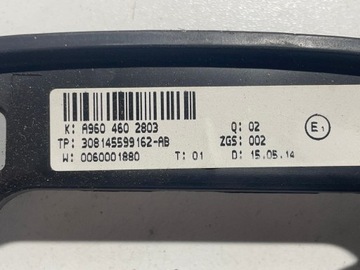 K: A960 460 2803 Q: 02
TP: 308145599162-AB ZGS: 002
W: 0060001880 T: 01 D: 15.05.14
E1